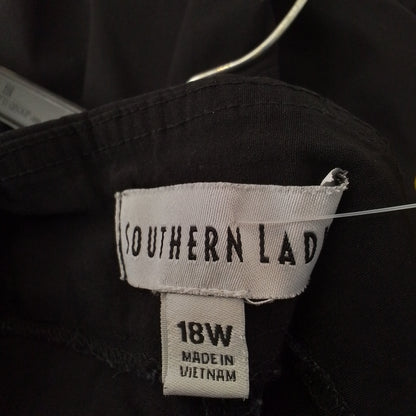 SOUTHERN LAD
18W
MADE IN
VIETNAM